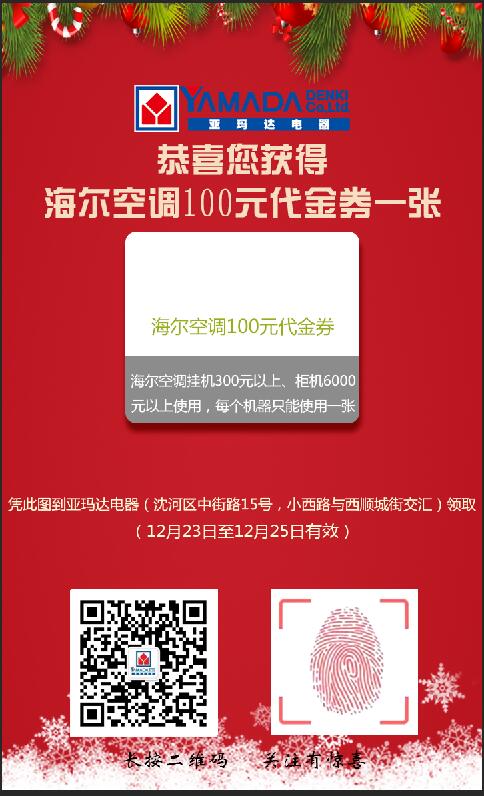 YAMADA DENKI
Co.,Ltd.
亚玛达电器
恭喜您获得
海尔空调100元代金券一张
海尔空调100元代金券
海尔空调挂机300元以上、柜机6000
元以上使用，每个机器只能使用一张
凭此图到亚玛达电器（沈河区中街路15号，小西路与西顺城街交汇）领取
（12月23日至12月25日有效）
YAMADA
长按二维码 关注有惊喜